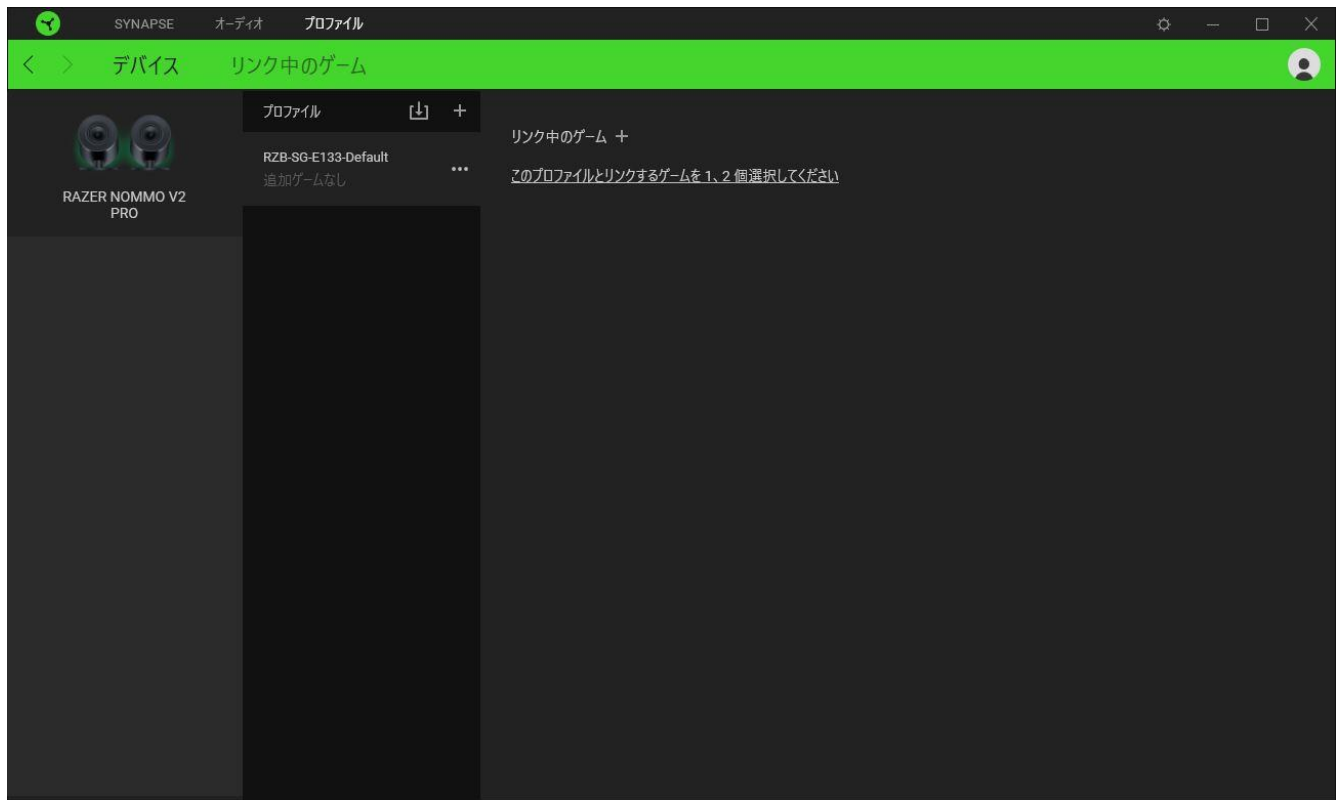 SYNAPSE オーディオ プロファイル
デバイス リンク中のゲーム
RAZER NOMMO V2
PRO
プロファイル
RZB-SG-E133-Default
追加ゲームなし
リンク中のゲーム
このプロファイルとリンクするゲームを 1、2 個選択してください